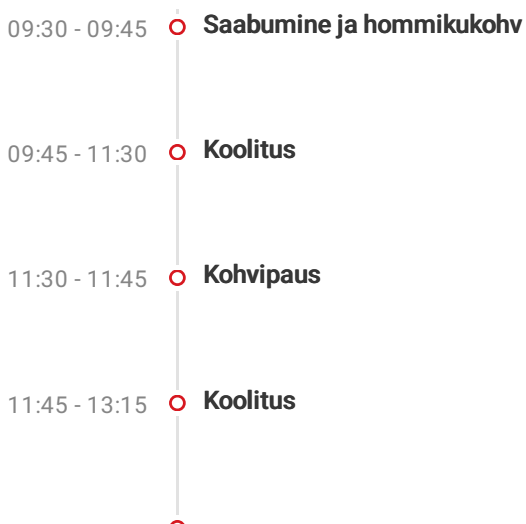 09:30 - 09:45 Saabumine ja hommikukohv
09:45 - 11:30 Koolitus
11:30 - 11:45 Kohvipaus
11:45 - 13:15 Koolitus